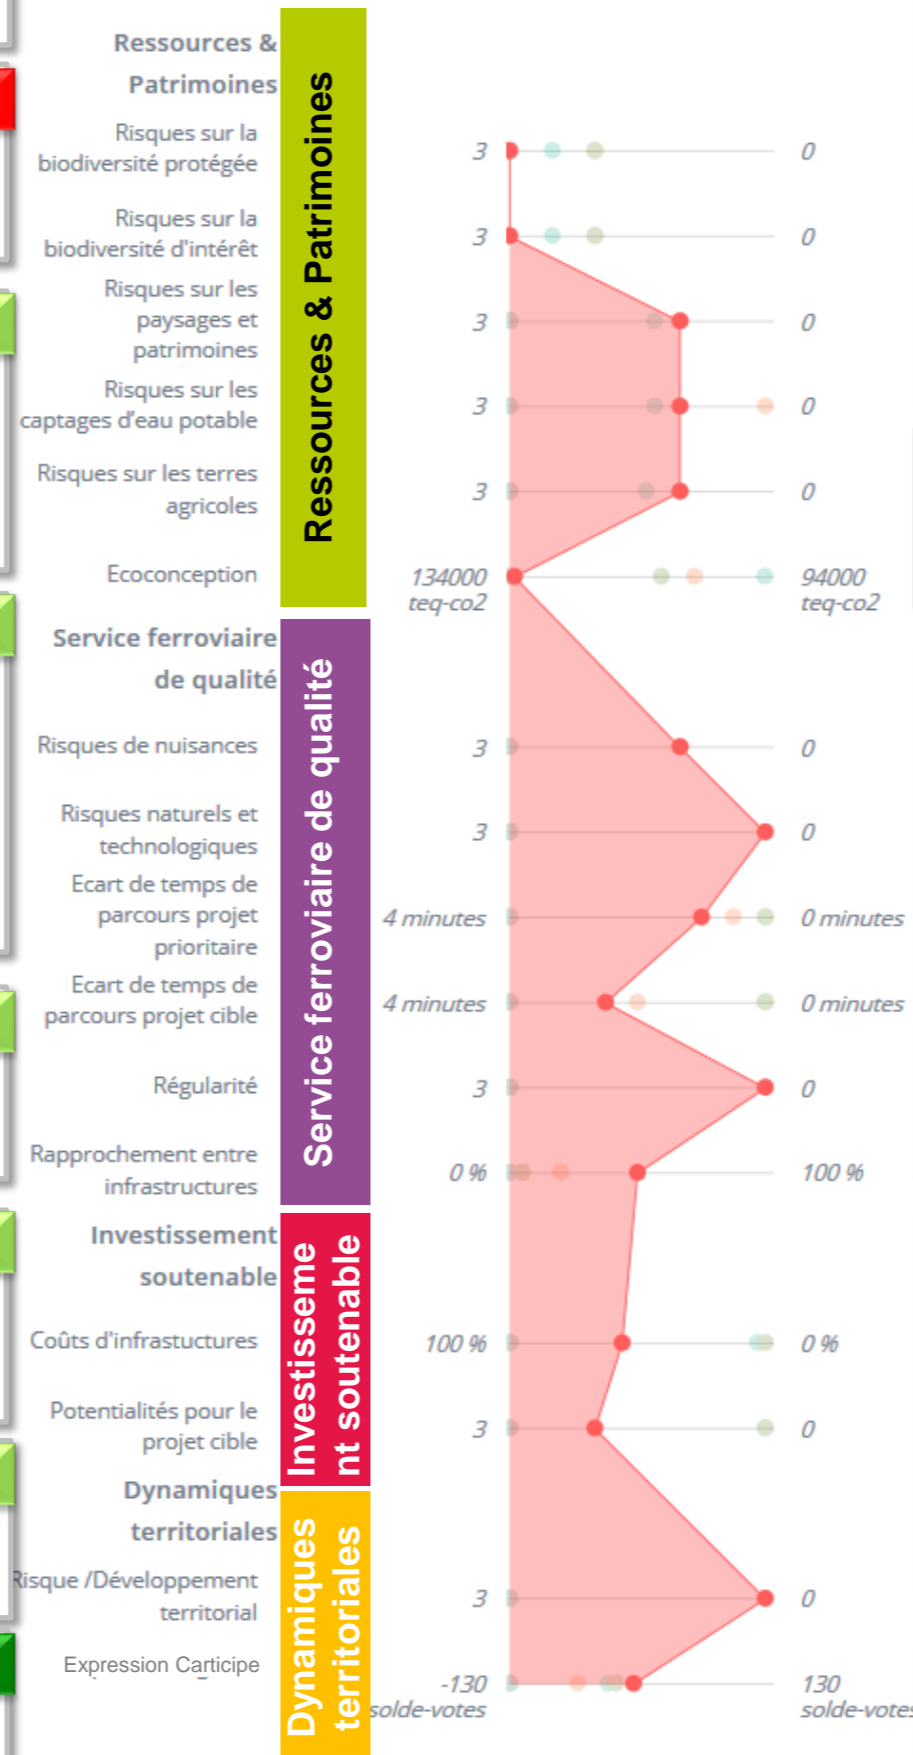 Ressources &
Patrimoines
Ressources & Patrimoines
Risques sur la
biodiversité protégée
3
0
Risques sur la
biodiversité d'intérêt
3
0
Risques sur les
paysages et
patrimoines
3
0
Risques sur les
captages d'eau potable
3
0
Risques sur les terres
agricoles
3
0
Ecoconception
134000
teq-co2
94000
teq-co2
Service ferroviaire
de qualité
Service ferroviaire de qualité
Risques de nuisances
3
0
Risques naturels et
technologiques
3
0
Ecart de temps de
parcours projet
prioritaire
4 minutes
0 minutes
Ecart de temps de
parcours projet cible
4 minutes
0 minutes
Régularité
3
0
Rapprochement entre
infrastructures
0 %
100 %
Investissement
soutenable
Investisseme
nt soutenable
Coûts d'infrastuctures
100 %
0 %
Potentialités pour le
projet cible
3
0
Dynamiques
territoriales
Dynamiques
territoriales
Risque /Développement
territorial
3
0
Expression Carticipe
-130
solde-votes
130
solde-votes